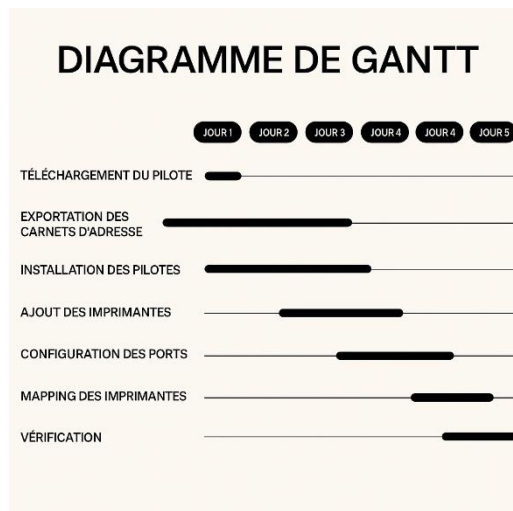 DIAGRAMME DE GANTT
JOUR 1 JOUR 2 JOUR 3 JOUR 4 JOUR 4 JOUR 5
TÉLÉCHARGEMENT DU PILOTE
EXPORTATION DES
CARNETS D'ADRESSE
INSTALLATION DES PILOTES
AJOUT DES IMPRIMANTES
CONFIGURATION DES PORTS
MAPPING DES IMPRIMANTES
VÉRIFICATION